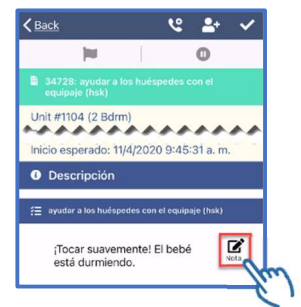 Back
34728: ayudar a los huéspedes con el
equipaje (hsk)
Unit #1104 (2 Bdrm)
Inicio esperado: 11/4/2020 9:45:31 a. m.
Descripción
ayudar a los huéspedes con el equipaje (hsk)
¡Tocar suavemente! El bebé
está durmiendo.
Nota